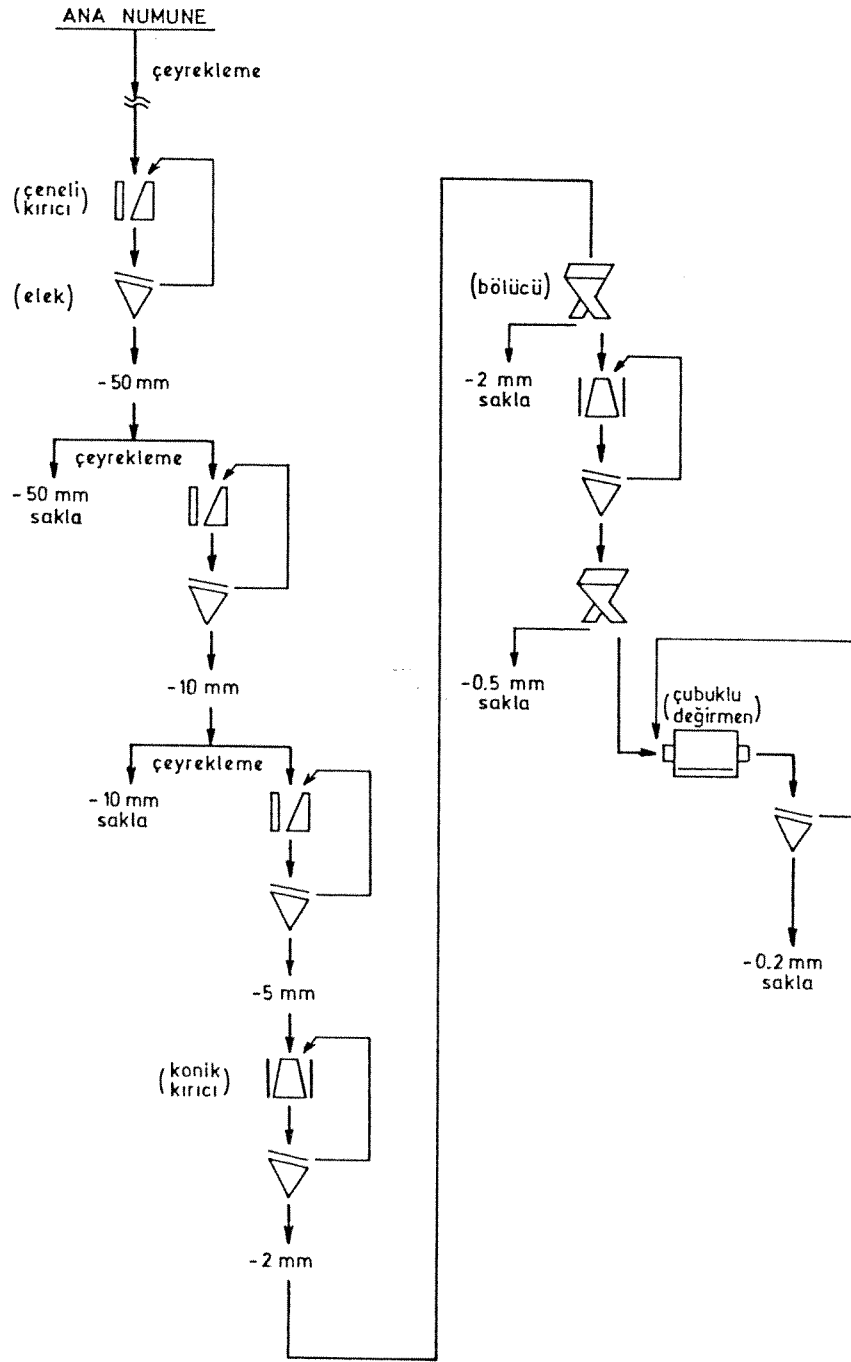 ANA NUMUNE
çeyrekleme
(çeneli
kırıcı)
(elek)
-50 mm
çeyrekleme
-50 mm
sakla
-10 mm
çeyrekleme
-10 mm
sakla
-5 mm
(konik
kırıcı)
-2 mm
(bölücü)
-2 mm
sakla
-0.5 mm
sakla
(çubuklu
değirmen)
-0.2 mm
sakla